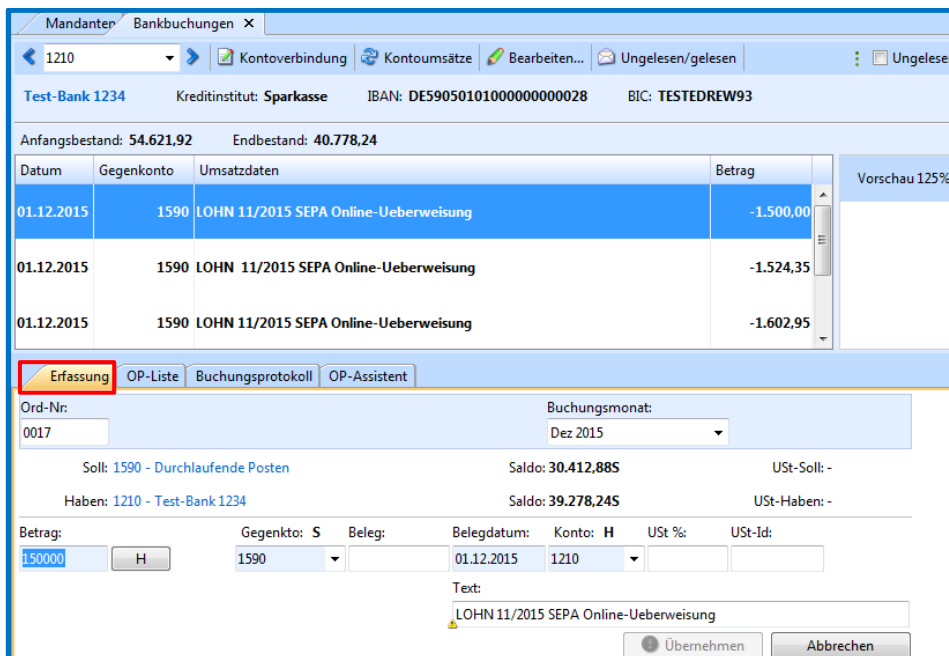 Mandanten Bankbuchungen X
1210 Kontoverbindung Kontoumsätze Bearbeiten... Ungelesen/gelesen
Test-Bank 1234 Kreditinstitut: Sparkasse IBAN: DE59050101000000000028 BIC: TESTEDREW93
Anfangsbestand: 54.621,92 Endbestand: 40.778,24
Datum Gegenkonto Umsatzdaten Betrag
Vorschau 125%
01.12.2015 1590 LOHN 11/2015 SEPA Online-Ueberweisung -1.500,00
01.12.2015 1590 LOHN 11/2015 SEPA Online-Ueberweisung -1.524,35
01.12.2015 1590 LOHN 11/2015 SEPA Online-Ueberweisung -1.602,95
Erfassung OP-Liste Buchungsprotokoll OP-Assistent
Ord-Nr: Buchungsmonat:
0017 Dez 2015
Soll: 1590 - Durchlaufende Posten Saldo: 30.412,88S USt-Soll: -
Haben: 1210 - Test-Bank 1234 Saldo: 39.278,24S USt-Haben: -
Betrag: Gegenkto: S Beleg: Belegdatum: Konto: H USt %: USt-Id:
150000 H 1590 01.12.2015 1210
Text:
LOHN 11/2015 SEPA Online-Ueberweisung
Übernehmen Abbrechen